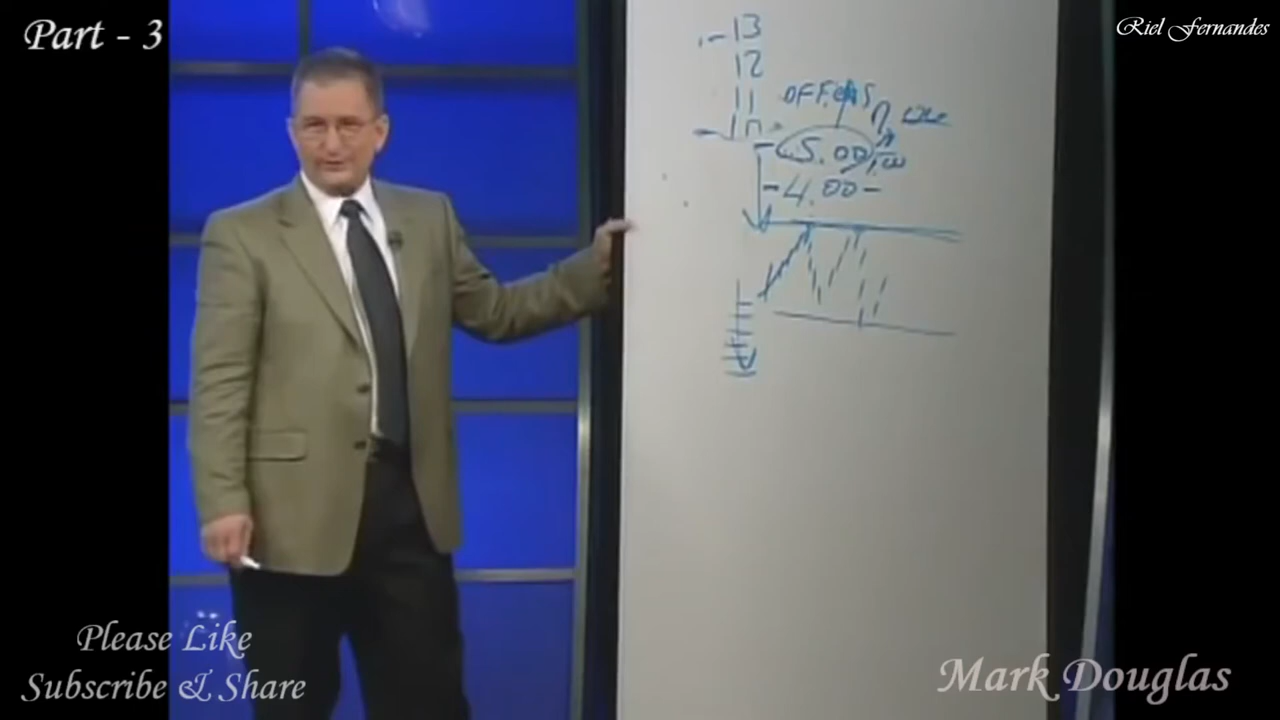 Part - 3
Riel Fernandes
13
12
11
10
OFFERS
5.00
-4.00-
Please Like
Subscribe & Share
Mark Douglas